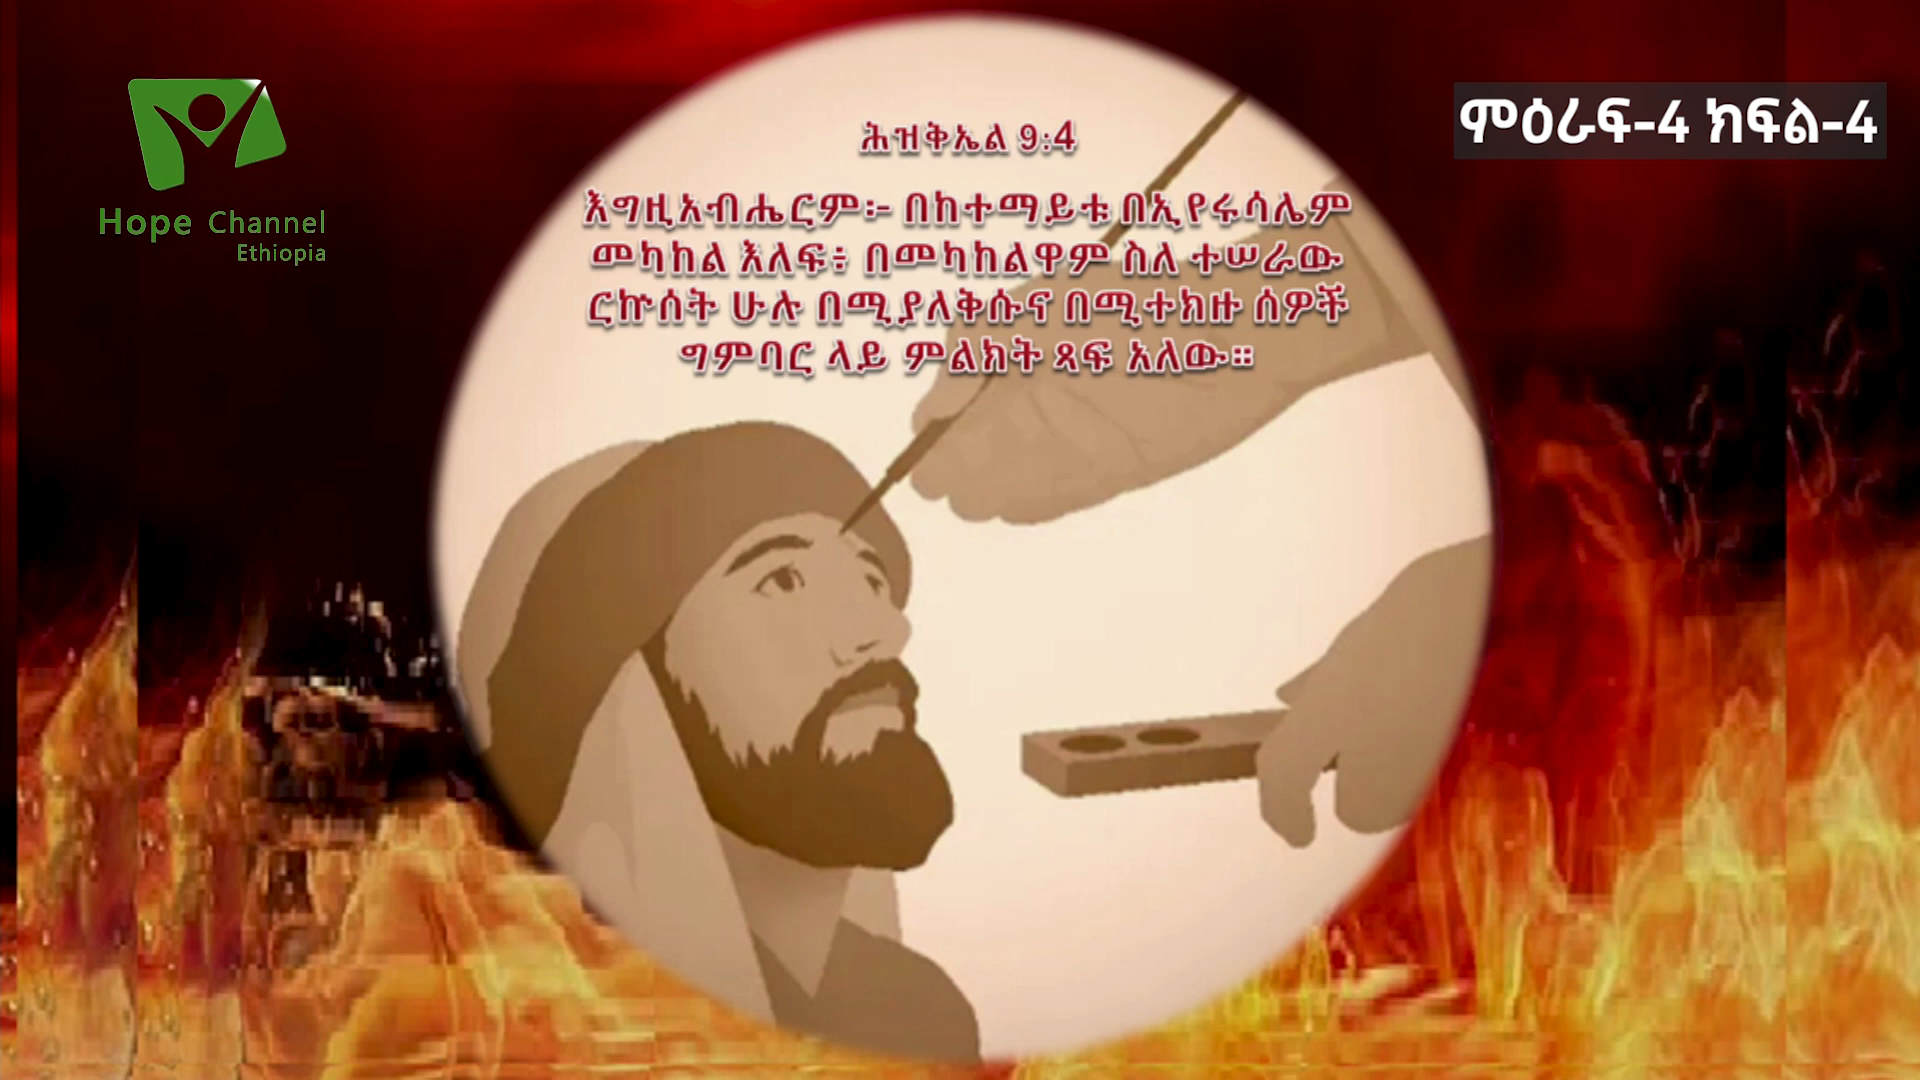 Hope Channel
Ethiopia
ምዕራፍ-4 ክፍል-4
ሕዝቅኤል 9:4
እግዚአብሔርም፦ በከተማይቱ በኢየሩሳሌም
መካከል እለፍ፥ በመካከልዋም ስለ ተሠራው
ርኵሰት ሁሉ በሚያለቅሱና በሚተክዙ ሰዎች
ግምባር ላይ ምልክት ጻፍ አለው።